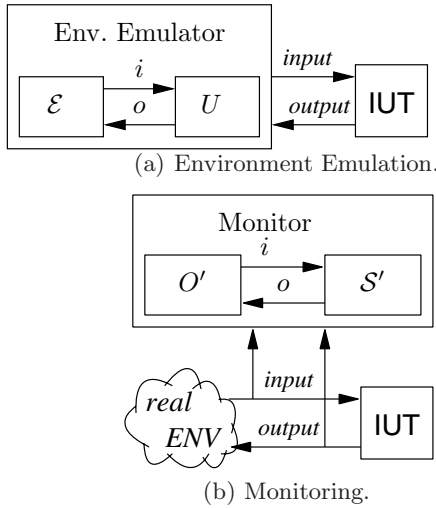 Env. Emulator
i
input
ℰ
o
U
output
IUT
(a) Environment Emulation.
Monitor
i
O′
o
𝒮′
real
input
ENV
output
IUT
(b) Monitoring.